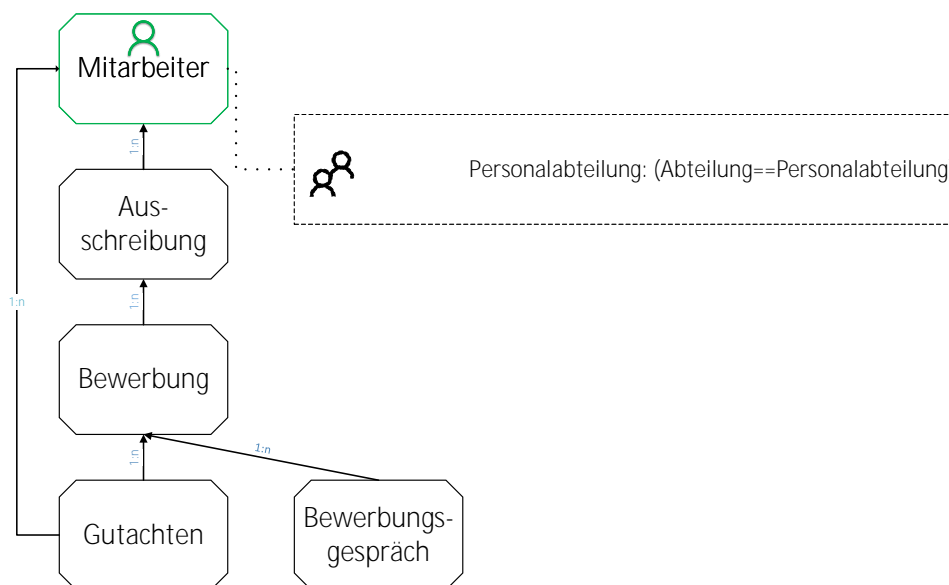 Mitarbeiter
1:n
Personalabteilung: (Abteilung==Personalabteilung
Aus-
schreibung
1:n
1:n
Bewerbung
1:n
1:n
Gutachten
Bewerbungs-
gespräch